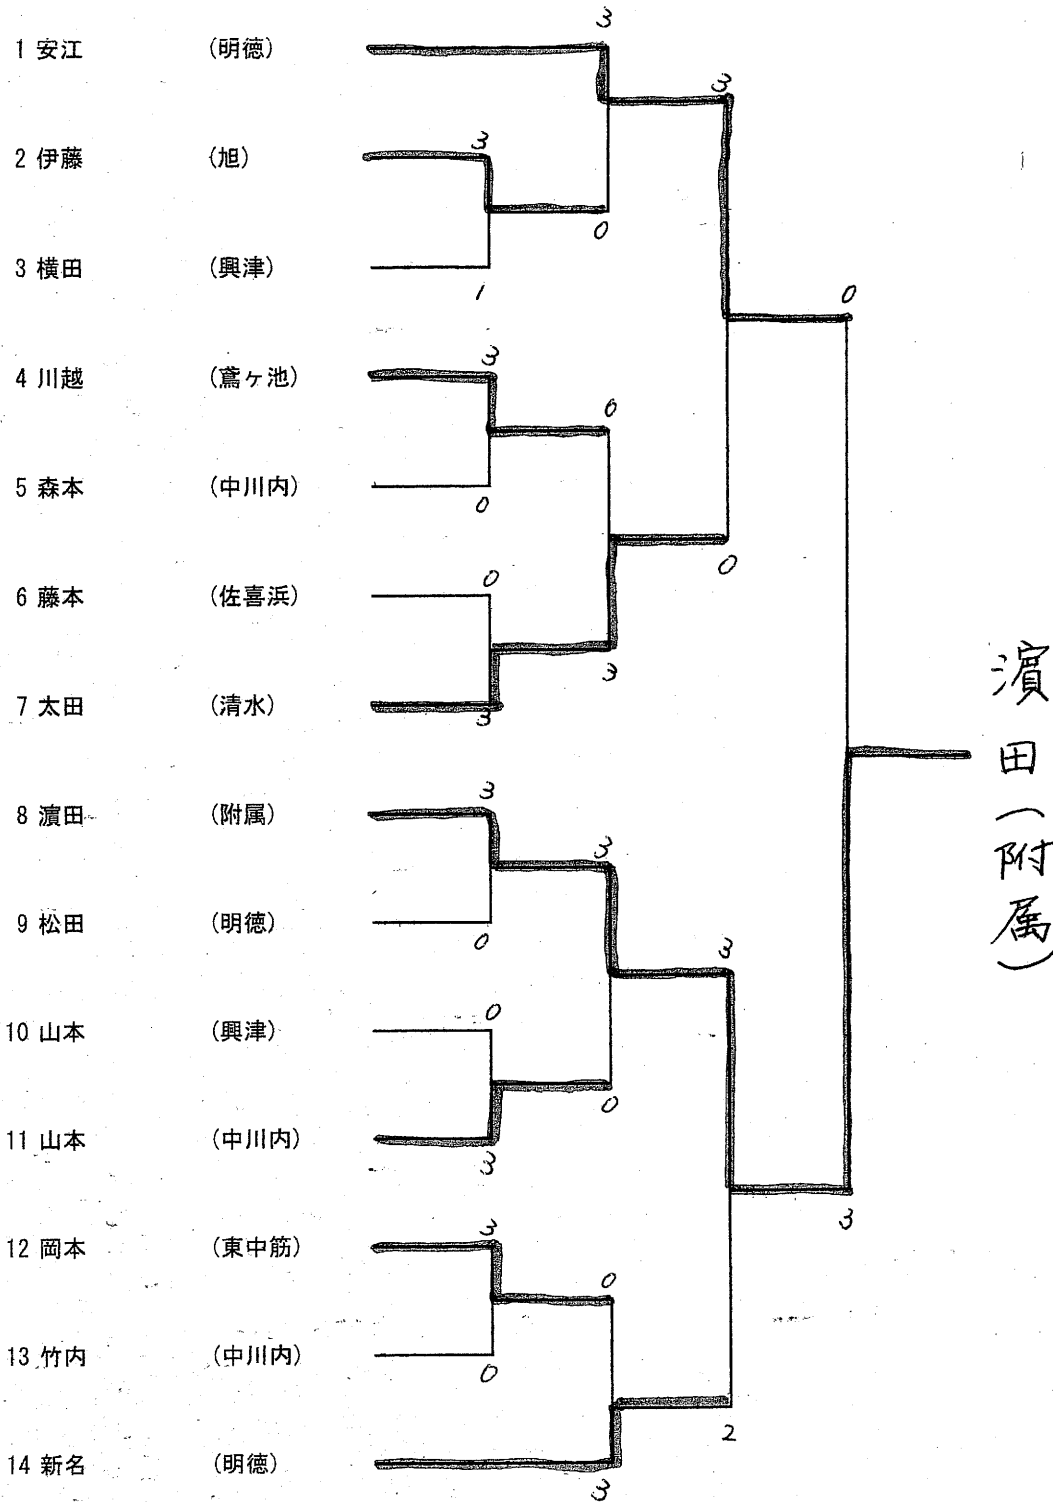 3
1 安江 (明徳)
3
2 伊藤 (旭) 3
0
3 横田 (興津)
1
0
4 川越 (鳶ヶ池) 3
0
5 森本 (中川内)
0
0
0
6 藤本 (佐喜浜)
3
7 太田 (清水)
3
濵田(附属)
3
8 濵田 (附属)
3
9 松田 (明徳)
0
3
0
10 山本 (興津)
0
11 山本 (中川内)
3
3
3
12 岡本 (東中筋)
0
13 竹内 (中川内)
0
2
14 新名 (明徳)
3